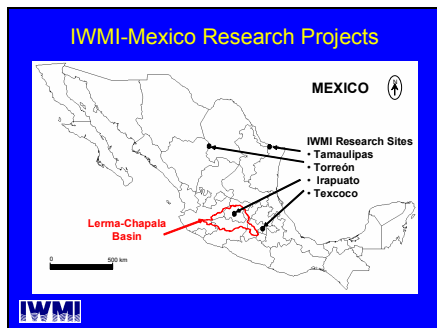 IWMI-Mexico Research Projects
MEXICO
N
IWMI Research Sites
• Tamaulipas
• Torreón
• Irapuato
• Texcoco
Lerma-Chapala
Basin
0
500 km
IWMI